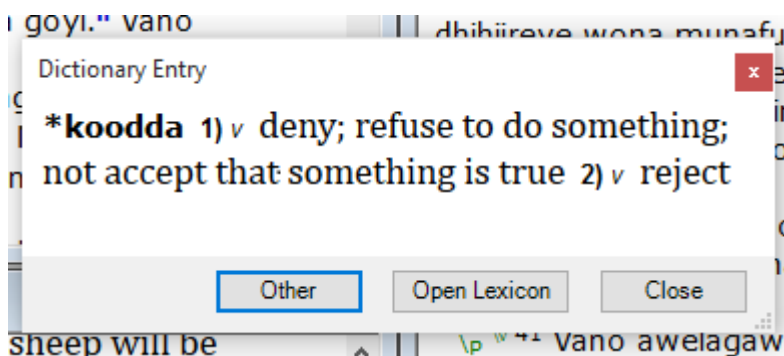 goyi." Vano
dhihiireve wona munafu
Dictionary Entry
x
*koodda 1) v deny; refuse to do something;
not accept that something is true 2) v reject
Other Open Lexicon Close
sheep will be
\p \v 41 Vano awelagaw